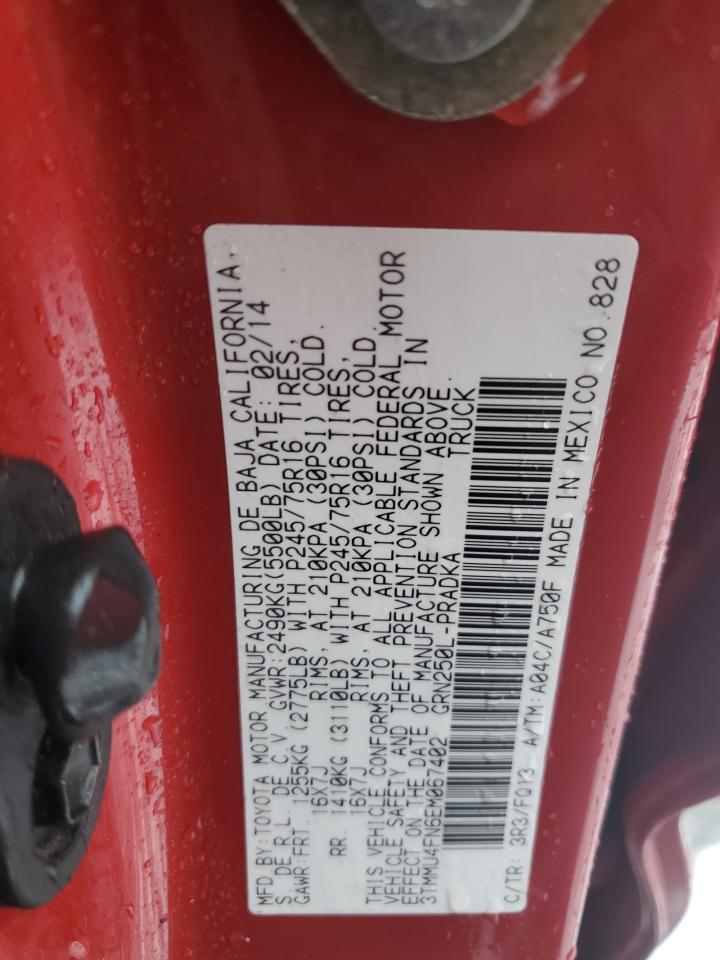 MFD.BY:TOYOTA MOTOR MANUFACTURING DE BAJA CALIFORNIA,
S. DE R.L. DE C.V. GVWR:2490KG(5500LB) DATE: 02/14
GAWR:FRT. 1255KG (2775LB) WITH P245/75R16 TIRES,
16X7J RIMS, AT 210KPA (30PSI) COLD.
RR. 1410KG (3110LB) WITH P245/75R16 TIRES,
16X7J RIMS, AT 210KPA (30PSI) COLD.
THIS VEHICLE CONFORMS TO ALL APPLICABLE FEDERAL MOTOR
VEHICLE SAFETY AND THEFT PREVENTION STANDARDS IN
EFFECT ON THE DATE OF MANUFACTURE SHOWN ABOVE.
3TMMU4FN6EM067402 GRN250L-PRADKA TRUCK
C/TR: 3R3/FQ13 A/TM:A04C/A750F MADE IN MEXICO NO.828